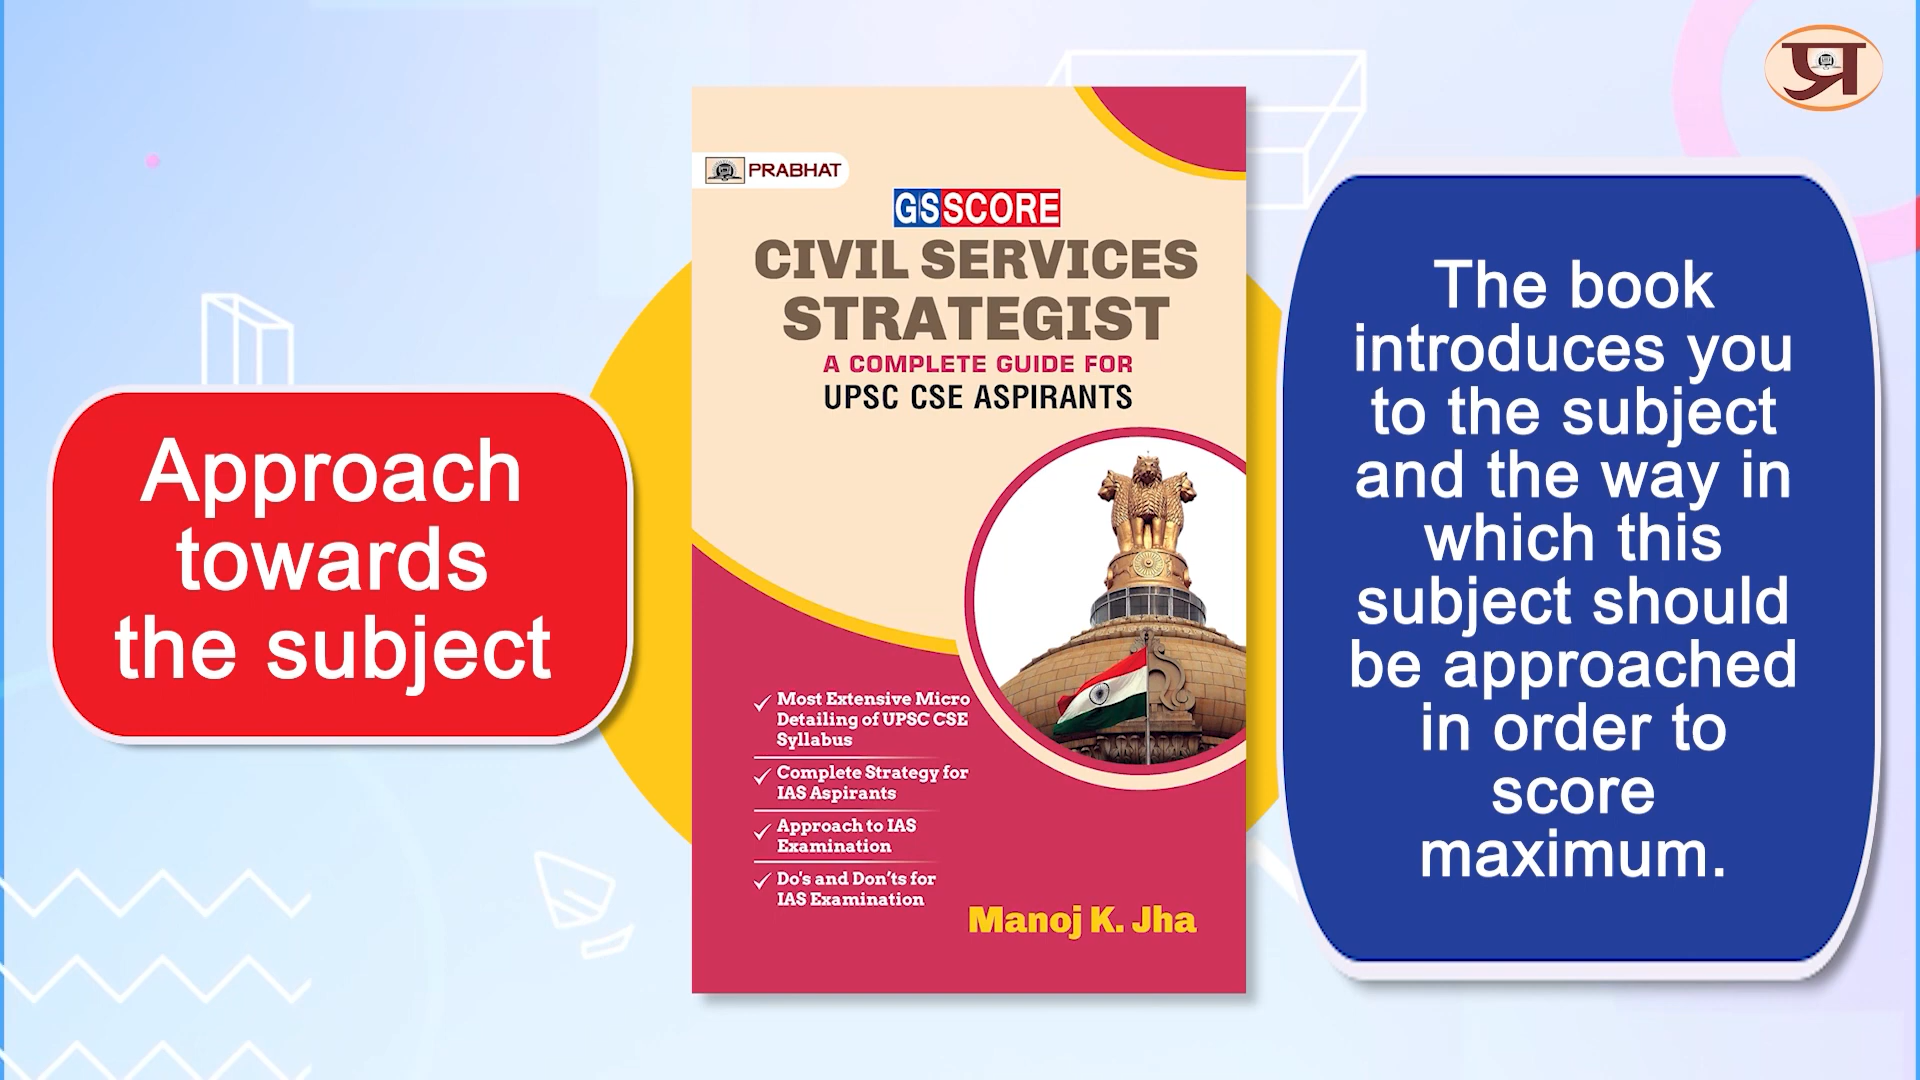 प्र
Approach
towards
the subject
PRABHAT
GSSCORE
CIVIL SERVICES
STRATEGIST
A COMPLETE GUIDE FOR
UPSC CSE ASPIRANTS
Most Extensive Micro
Detailing of UPSC CSE
Syllabus
Complete Strategy for
IAS Aspirants
Approach to IAS
Examination
Do's and Don’ts for
IAS Examination
Manoj K. Jha
The book
introduces you
to the subject
and the way in
which this
subject should
be approached
in order to
score
maximum.